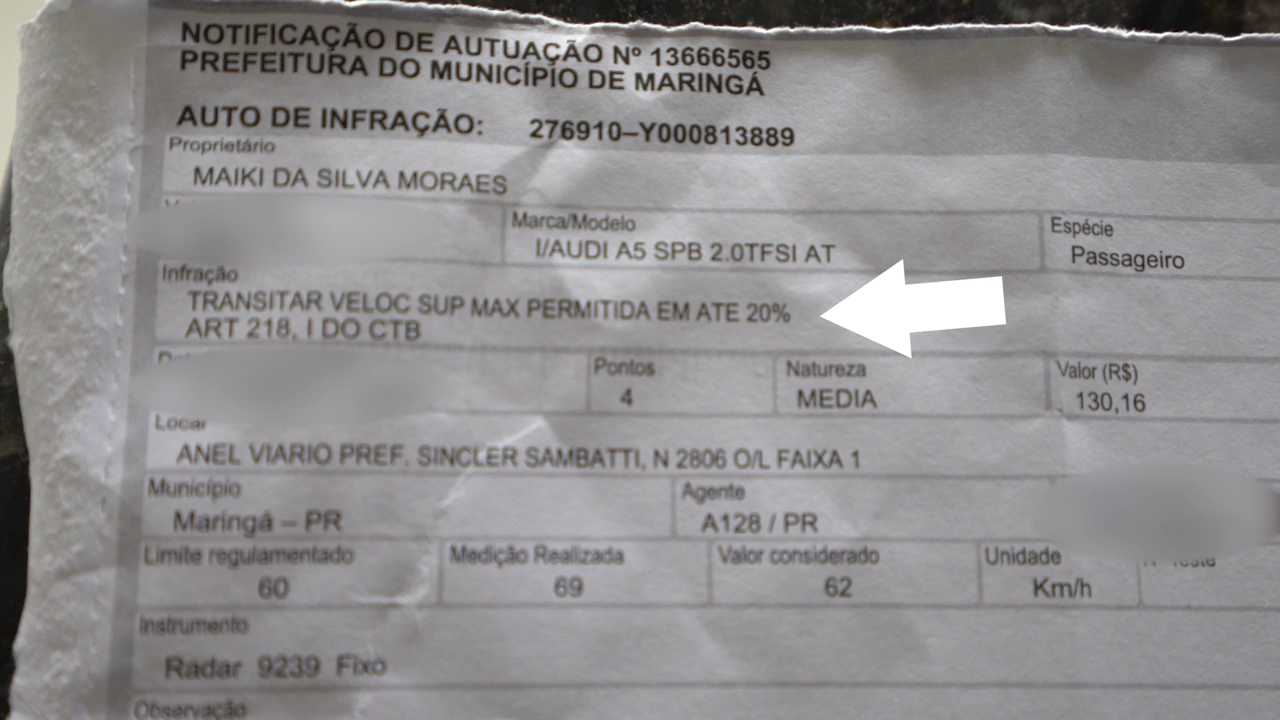 NOTIFICAÇÃO DE AUTUAÇÃO Nº 13666565
PREFEITURA DO MUNICÍPIO DE MARINGÁ
AUTO DE INFRAÇÃO: 276910–Y000813889
Proprietário
MAIKI DA SILVA MORAES
Marca/Modelo
I/AUDI A5 SPB 2.0TFSI AT
Espécie
Passageiro
Infração
TRANSITAR VELOC SUP MAX PERMITIDA EM ATE 20%
ART 218, I DO CTB
Pontos
4
Natureza
MEDIA
Valor (R$)
130,16
Local
ANEL VIARIO PREF. SINCLER SAMBATTI, N 2806 O/L FAIXA 1
Município
Maringá – PR
Agente
A128 / PR
Limite regulamentado
60
Medição Realizada
69
Valor considerado
62
Unidade
Km/h
Instrumento
Radar 9239 Fixo
Observação